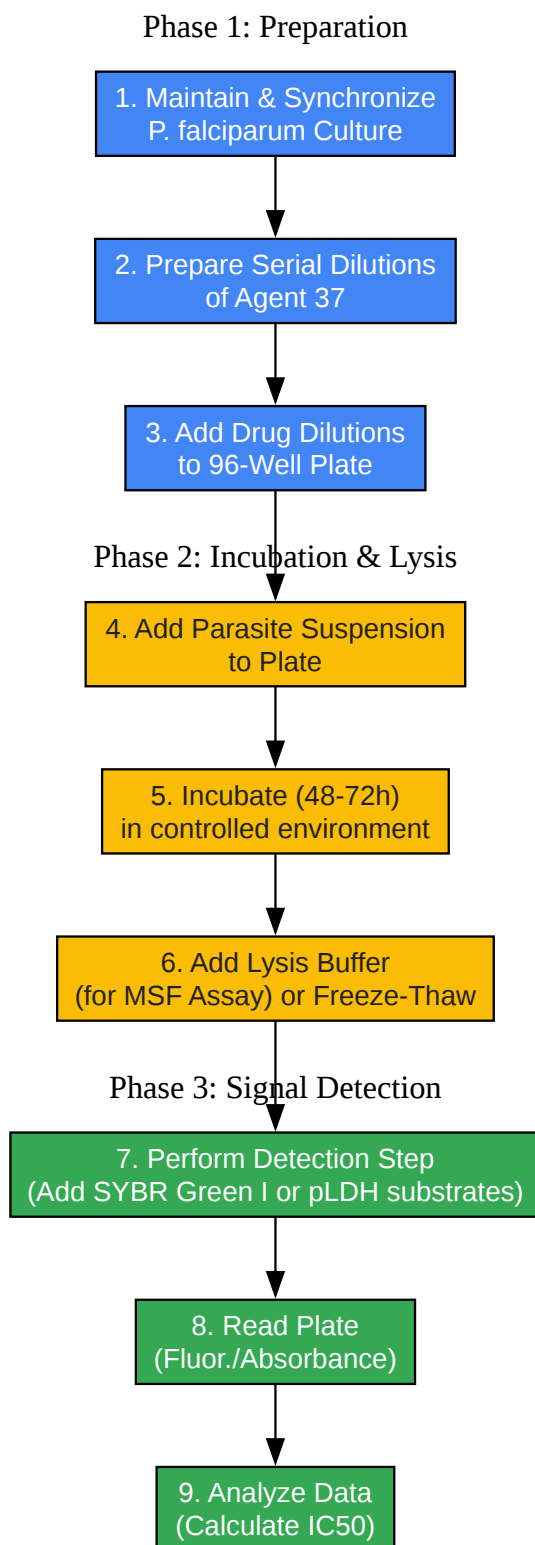 Phase 1: Preparation
1. Maintain & Synchronize
P. falciparum Culture
2. Prepare Serial Dilutions
of Agent 37
3. Add Drug Dilutions
to 96-Well Plate
Phase 2: Incubation & Lysis
4. Add Parasite Suspension
to Plate
5. Incubate (48-72h)
in controlled environment
6. Add Lysis Buffer
(for MSF Assay) or Freeze-Thaw
Phase 3: Signal Detection
7. Perform Detection Step
(Add SYBR Green I or pLDH substrates)
8. Read Plate
(Fluor./Absorbance)
9. Analyze Data
(Calculate IC50)